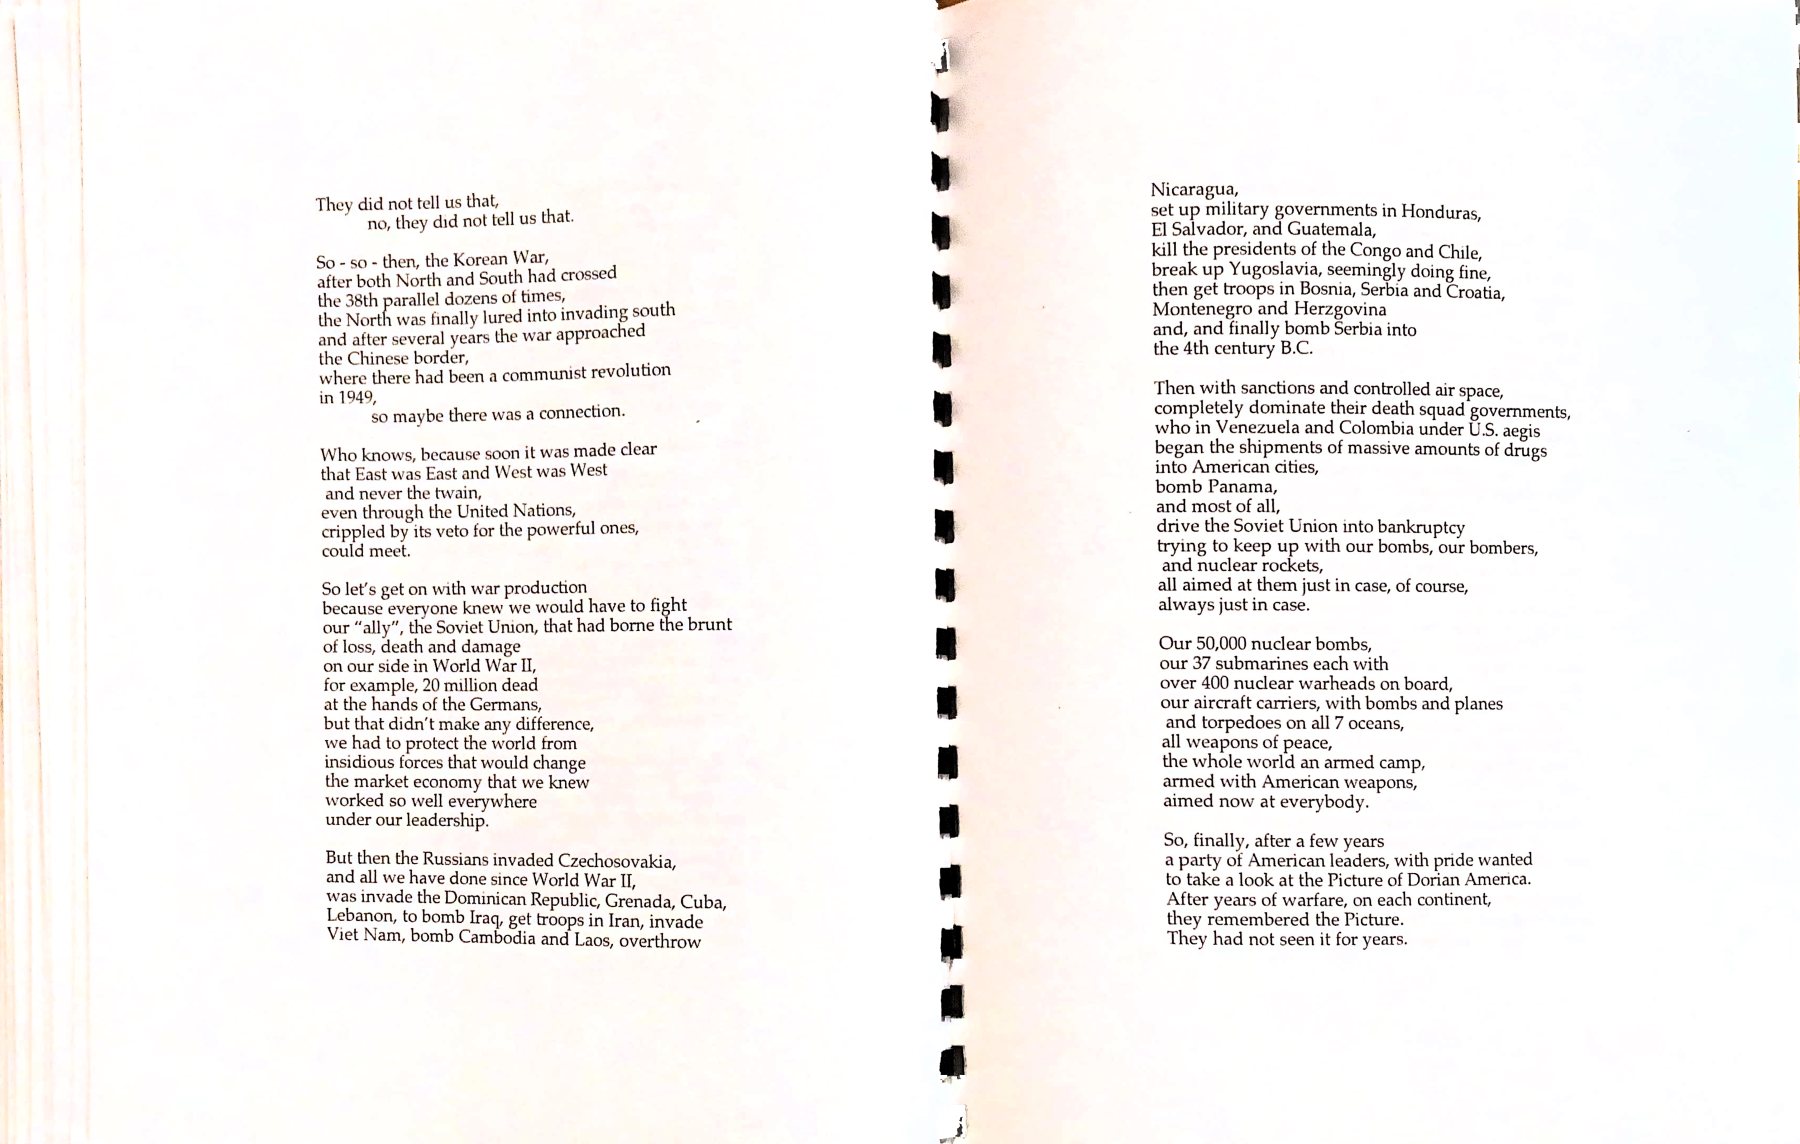 They did not tell us that,
no, they did not tell us that.
So - so - then, the Korean War,
after both North and South had crossed
the 38th parallel dozens of times,
the North was finally lured into invading south
and after several years the war approached
the Chinese border,
where there had been a communist revolution
in 1949,
so maybe there was a connection.
Who knows, because soon it was made clear
that East was East and West was West
and never the twain,
even through the United Nations,
crippled by its veto for the powerful ones,
could meet.
So let's get on with war production
because everyone knew we would have to fight
our "ally", the Soviet Union, that had borne the brunt
of loss, death and damage
on our side in World War II,
for example, 20 million dead
at the hands of the Germans,
but that didn't make any difference,
we had to protect the world from
insidious forces that would change
the market economy that we knew
worked so well everywhere
under our leadership.
But then the Russians invaded Czechosovakia,
and all we have done since World War II,
was invade the Dominican Republic, Grenada, Cuba,
Lebanon, to bomb Iraq, get troops in Iran, invade
Viet Nam, bomb Cambodia and Laos, overthrow
Nicaragua,
set up military governments in Honduras,
El Salvador, and Guatemala,
kill the presidents of the Congo and Chile,
break up Yugoslavia, seemingly doing fine,
then get troops in Bosnia, Serbia and Croatia,
Montenegro and Herzgovina
and, and finally bomb Serbia into
the 4th century B.C.
Then with sanctions and controlled air space,
completely dominate their death squad governments,
who in Venezuela and Colombia under U.S. aegis
began the shipments of massive amounts of drugs
into American cities,
bomb Panama,
and most of all,
drive the Soviet Union into bankruptcy
trying to keep up with our bombs, our bombers,
and nuclear rockets,
all aimed at them just in case, of course,
always just in case.
Our 50,000 nuclear bombs,
our 37 submarines each with
over 400 nuclear warheads on board,
our aircraft carriers, with bombs and planes
and torpedoes on all 7 oceans,
all weapons of peace,
the whole world an armed camp,
armed with American weapons,
aimed now at everybody.
So, finally, after a few years
a party of American leaders, with pride wanted
to take a look at the Picture of Dorian America.
After years of warfare, on each continent,
they remembered the Picture.
They had not seen it for years.